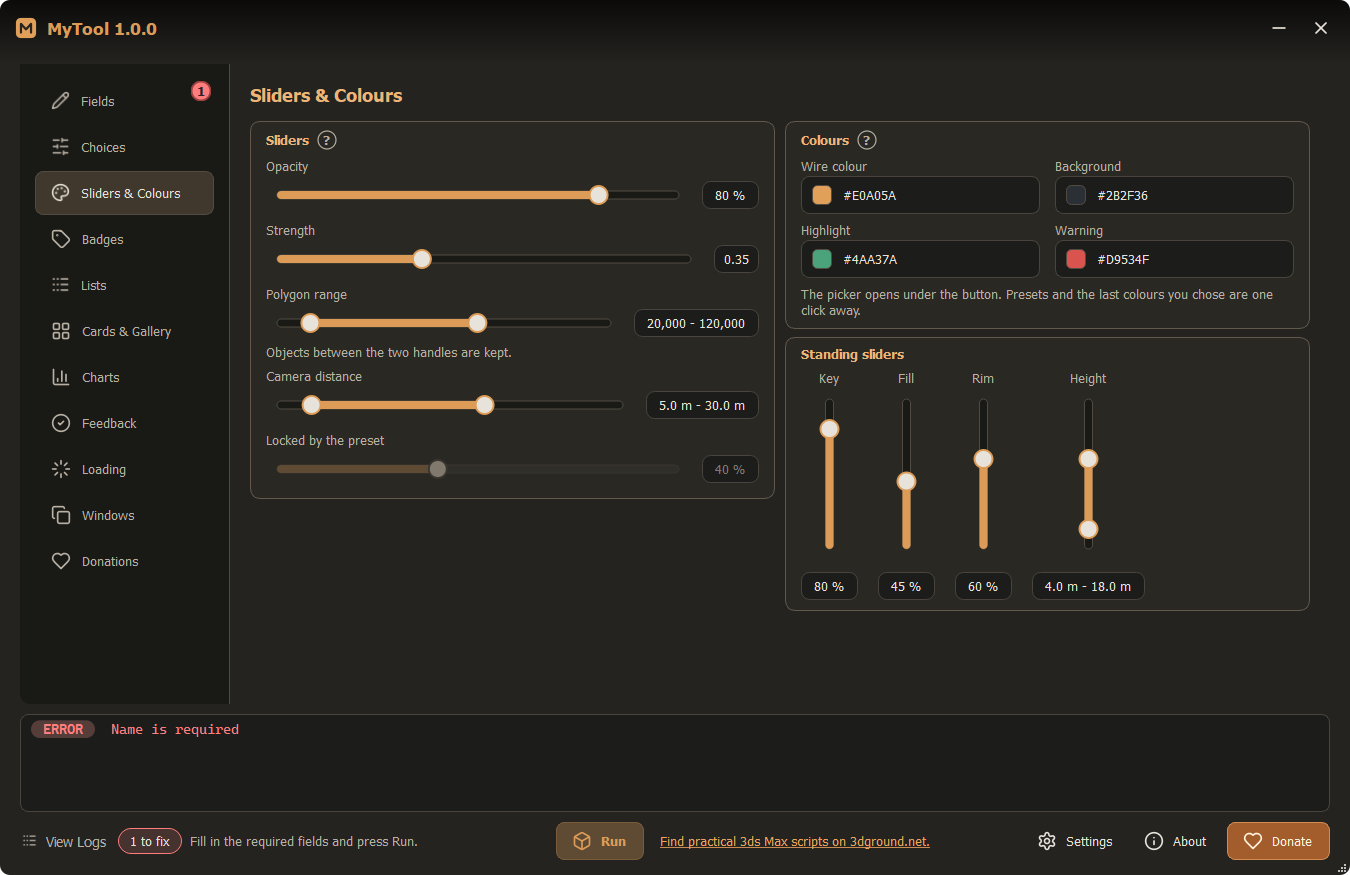 MyTool 1.0.0
Fields
1
Choices
Sliders & Colours
Badges
Lists
Cards & Gallery
Charts
Feedback
Loading
Windows
Donations
Sliders & Colours
Sliders ?
Opacity
80 %
Strength
0.35
Polygon range
20,000 - 120,000
Objects between the two handles are kept.
Camera distance
5.0 m - 30.0 m
Locked by the preset
40 %
Colours ?
Wire colour
#E0A05A
Background
#2B2F36
Highlight
#4AA37A
Warning
#D9534F
The picker opens under the button. Presets and the last colours you chose are one
click away.
Standing sliders
Key
Fill
Rim
Height
80 %
45 %
60 %
4.0 m - 18.0 m
ERROR Name is required
View Logs
1 to fix
Fill in the required fields and press Run.
Run
Find practical 3ds Max scripts on 3dground.net.
Settings
About
Donate